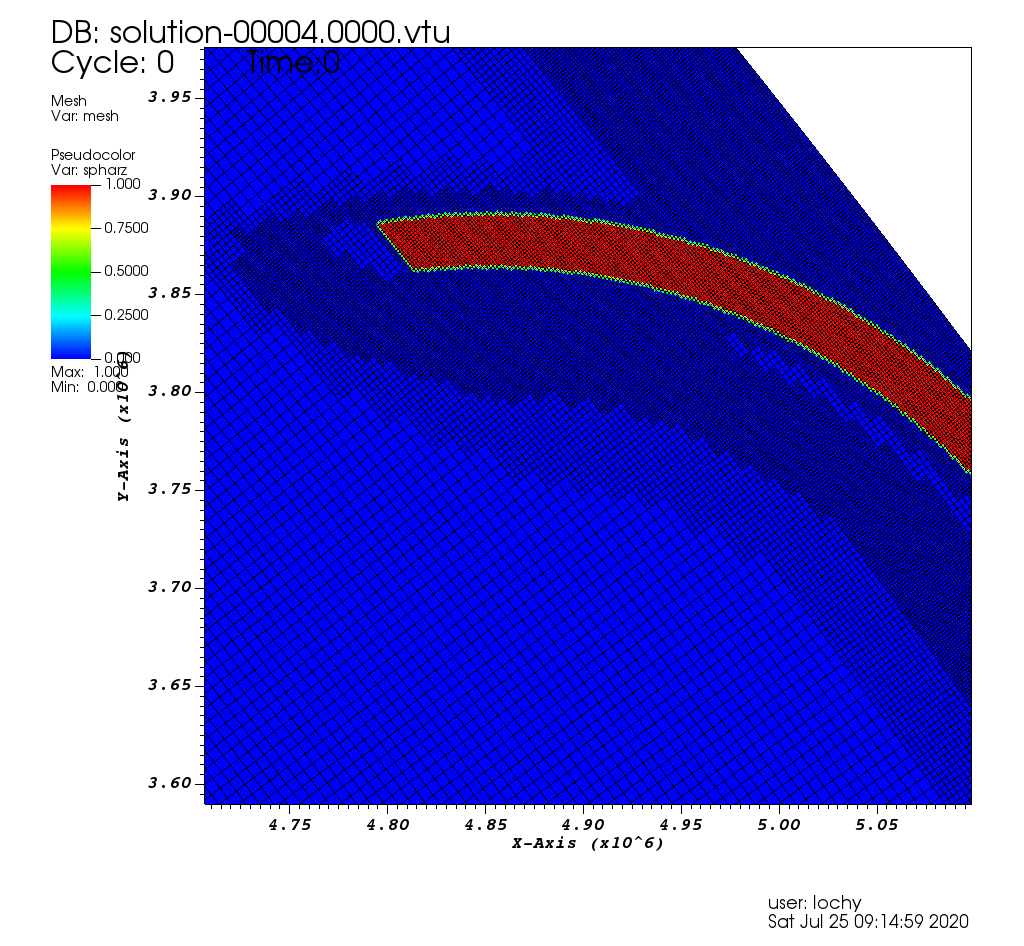 DB: solution-00004.0000.vtu
Cycle: 0 Time:0
Mesh
Var: mesh
Pseudocolor
Var: spharz
1.000
0.7500
0.5000
0.2500
0.000
Max: 1.000
Min: 0.000
3.95
3.90
3.85
3.80
3.75
3.70
3.65
3.60
Y-Axis (x10^6)
4.75 4.80 4.85 4.90 4.95 5.00 5.05
X-Axis (x10^6)
user: lochy
Sat Jul 25 09:14:59 2020